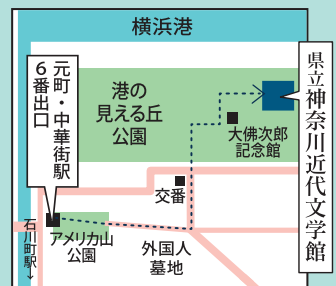 横浜港
元町・中華街駅
6番出口
港の
見える丘
公園
県立神奈川近代文学館
大佛次郎
記念館
交番
アメリカ山
公園
外国人
墓地
石川町駅→